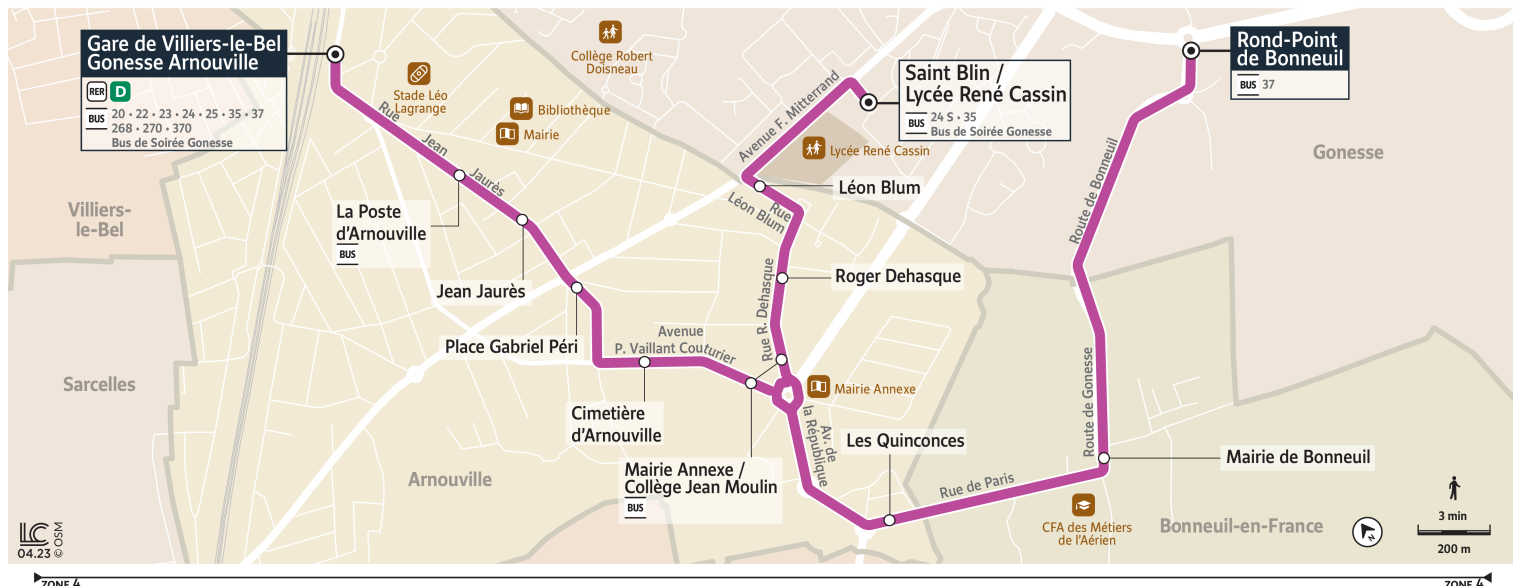 Gare de Villiers-le-Bel
Gonesse Arnouville
RER D
BUS 20 • 22 • 23 • 24 • 25 • 35 • 37
268 • 270 • 370
Bus de Soirée Gonesse
Stade Léo
Lagrange
Bibliothèque
Mairie
Collège Robert
Doisneau
Saint Blin /
Lycée René Cassin
BUS 24 S • 35
Bus de Soirée Gonesse
Rond-Point
de Bonneuil
BUS 37
Rue Jean Jaurès
Avenue F. Mitterrand
Lycée René Cassin
Gonesse
Léon Blum
Rue
Léon Blum
Route de Bonneuil
Villiers-
le-Bel
La Poste
d'Arnouville
BUS
Jean Jaurès
Roger Dehasque
Rue R. Dehasque
Place Gabriel Péri
Avenue
P. Vaillant Couturier
Sarcelles
Mairie Annexe
Route de Gonesse
Cimetière
d'Arnouville
Av. de
la République
Les Quinconces
Mairie Annexe /
Collège Jean Moulin
BUS
Arnouville
Mairie de Bonneuil
Rue de Paris
CFA des Métiers
de l'Aérien
Bonneuil-en-France
N
3 min
200 m
LC
04.23 © OSM
ZONE 4
ZONE 4